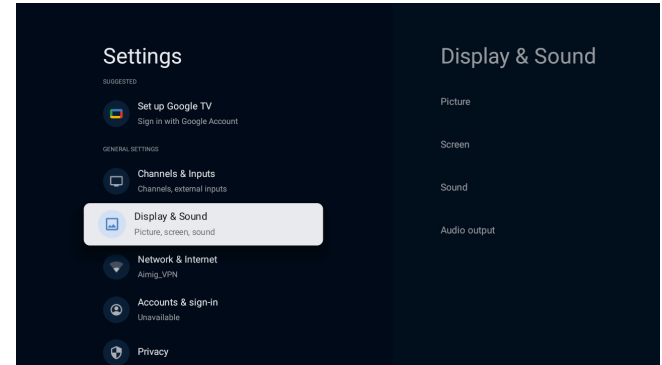 Settings
SUGGESTED
Set up Google TV
Sign in with Google Account
GENERAL SETTINGS
Channels & Inputs
Channels, external inputs
Display & Sound
Picture, screen, sound
Network & Internet
Aimig_VPN
Accounts & sign-in
Unavailable
Privacy
Display & Sound
Picture
Screen
Sound
Audio output